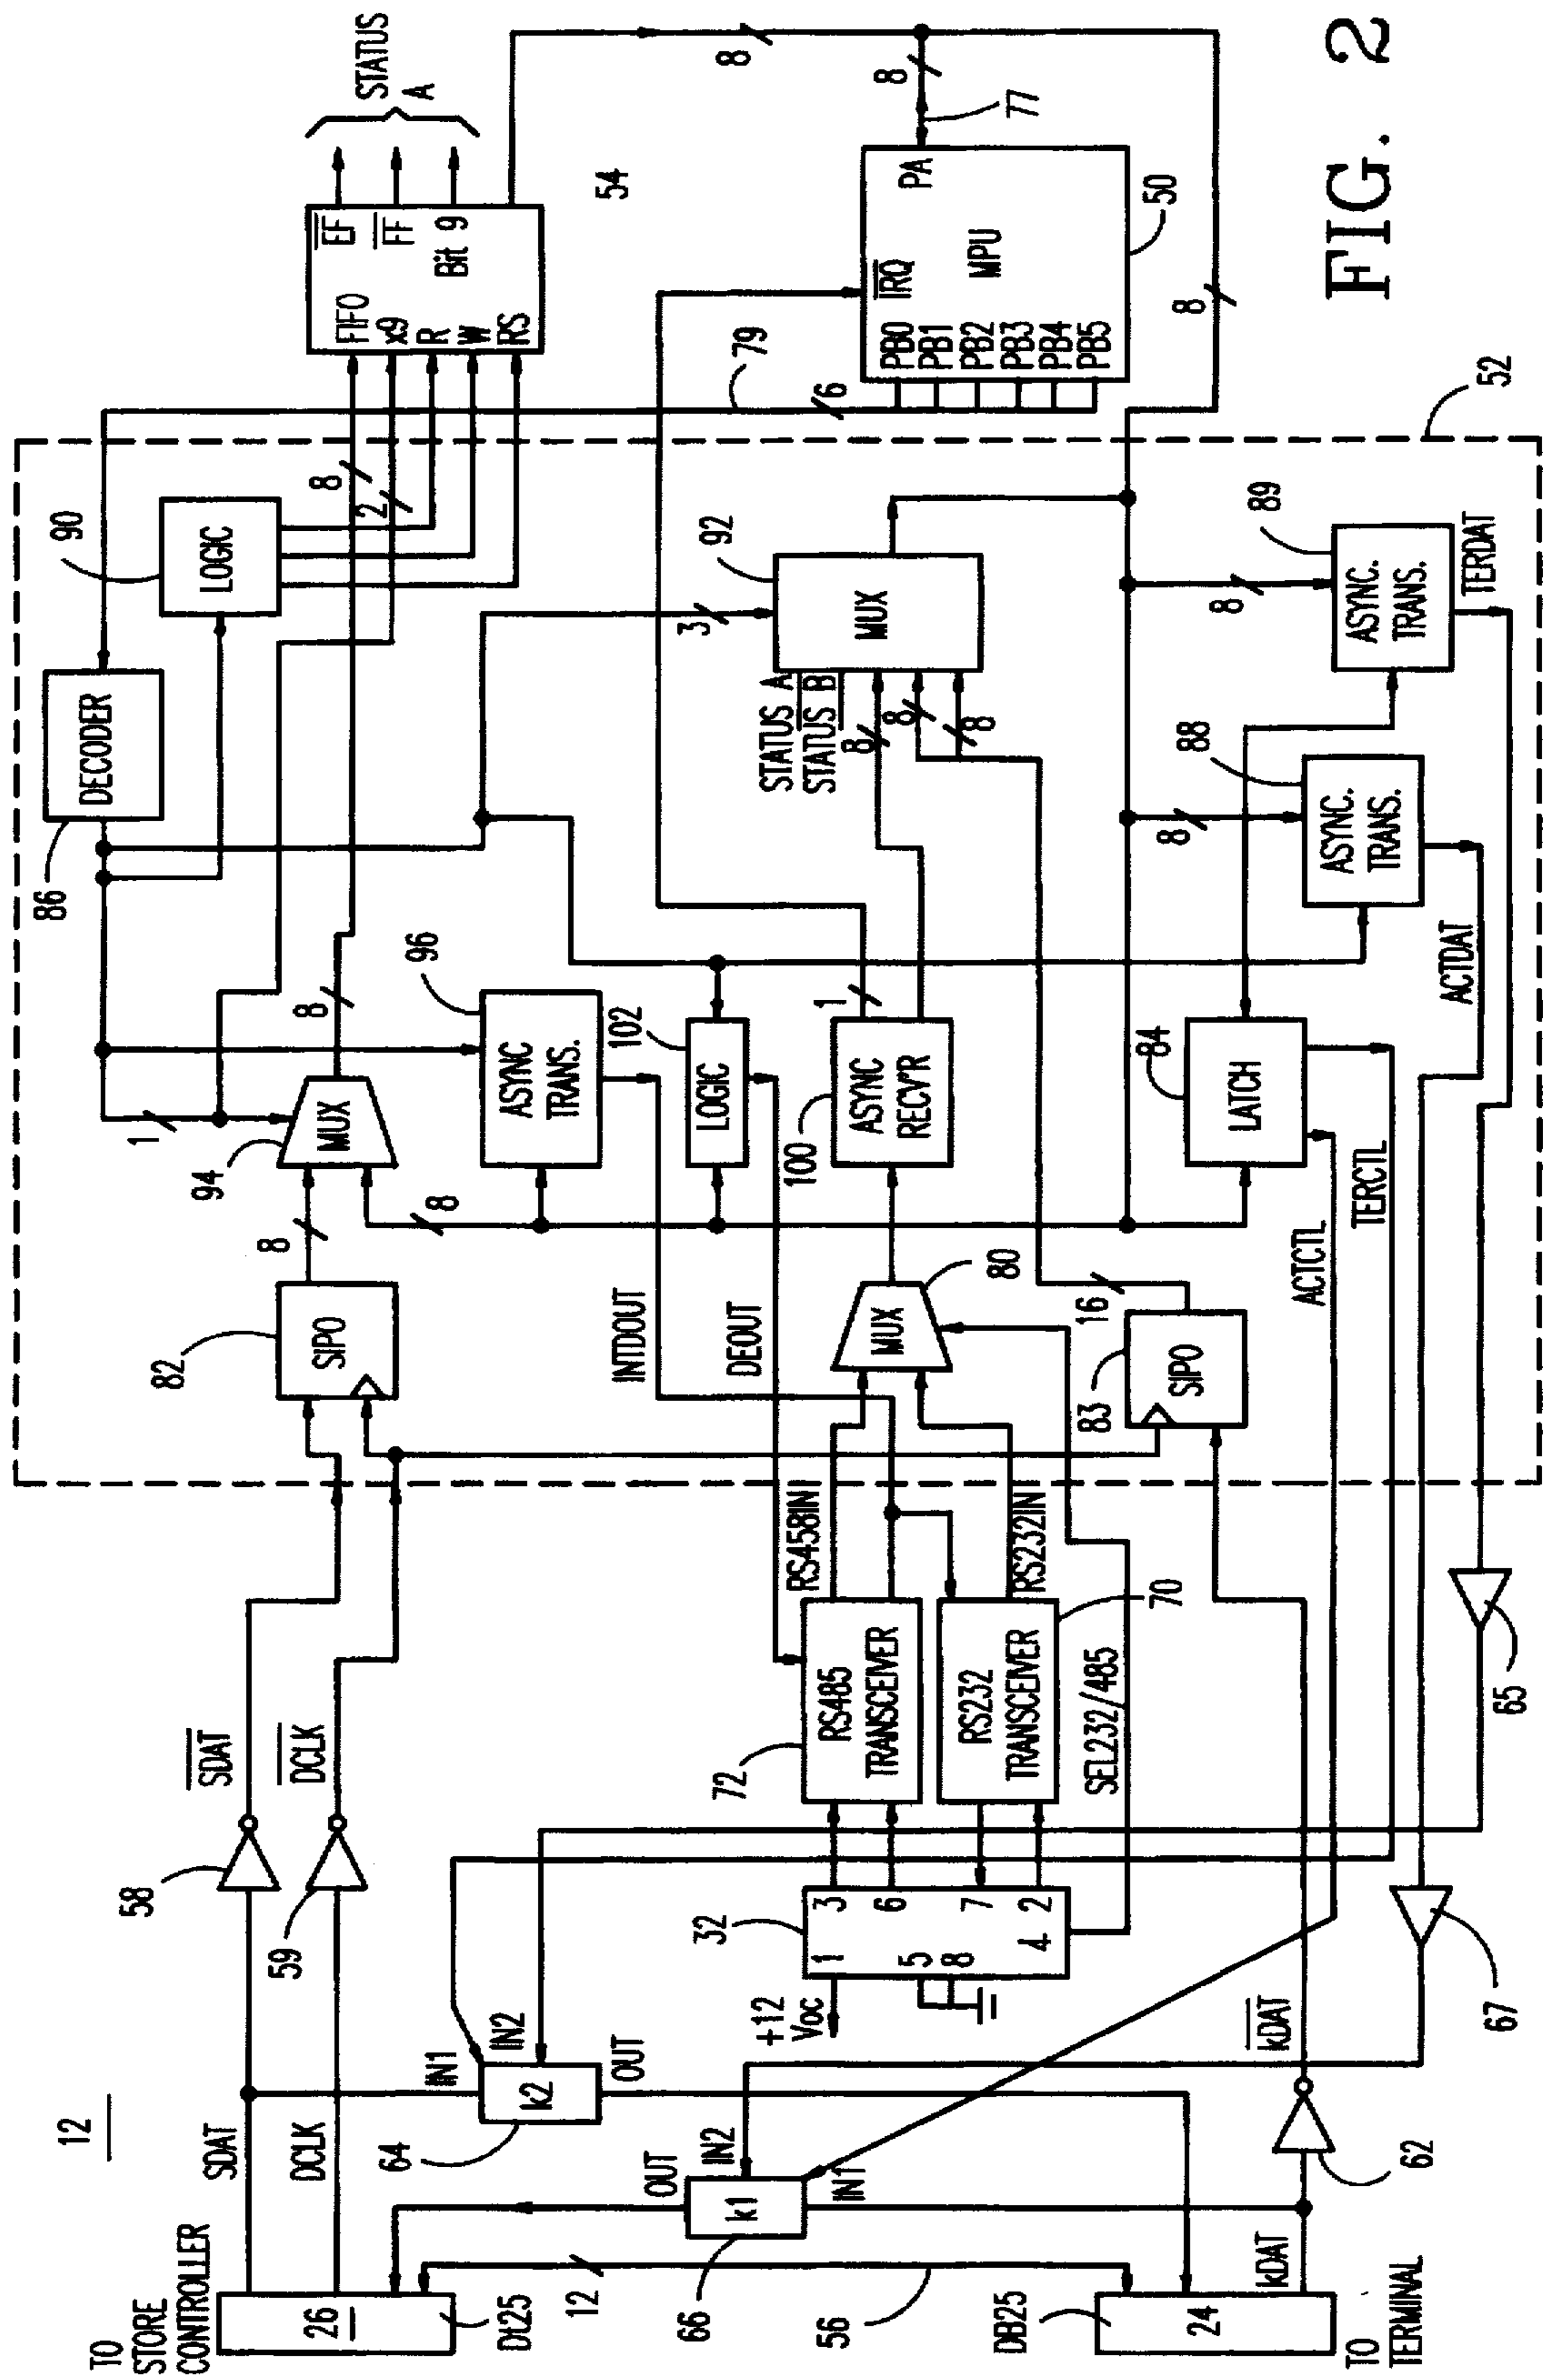 12
TO
STORE
CONTROLLER
26
Dt25
SDAT
DCLK
58
59
SDAT
DCLK
82
SIPO
8
8
94
MUX
1
8
86
DECODER
90
LOGIC
8
2
FIFO
x9
R
W
RS
EF
FF
Bit 9
STATUS
A
54
8
8
77
79
6
IRQ
PA
MPU
PB0
PB1
PB2
PB3
PB4
PB5
50
8
52
96
ASYNC
TRANS.
102
LOGIC
INTDOUT
DEOUT
100
ASYNC
RECV'R
1
92
MUX
3
STATUS A
STATUS B
8
8
8
80
MUX
RS458IN
RS232IN
72
RS485
TRANSCEIVER
RS232
TRANSCEIVER
70
SEL232/485
32
1
3
6
5
8
7
2
4
+12
Voc
64
k2
IN1
IN2
OUT
66
k1
OUT
IN2
IN1
12
56
DB25
24
TO
TERMINAL
kDAT
62
kDAT
67
65
83
SIPO
16
84
LATCH
ACTCTL
TERCTL
88
ASYNC.
TRANS.
8
ACTDAT
89
ASYNC.
TRANS.
8
TERDAT
FIG. 2